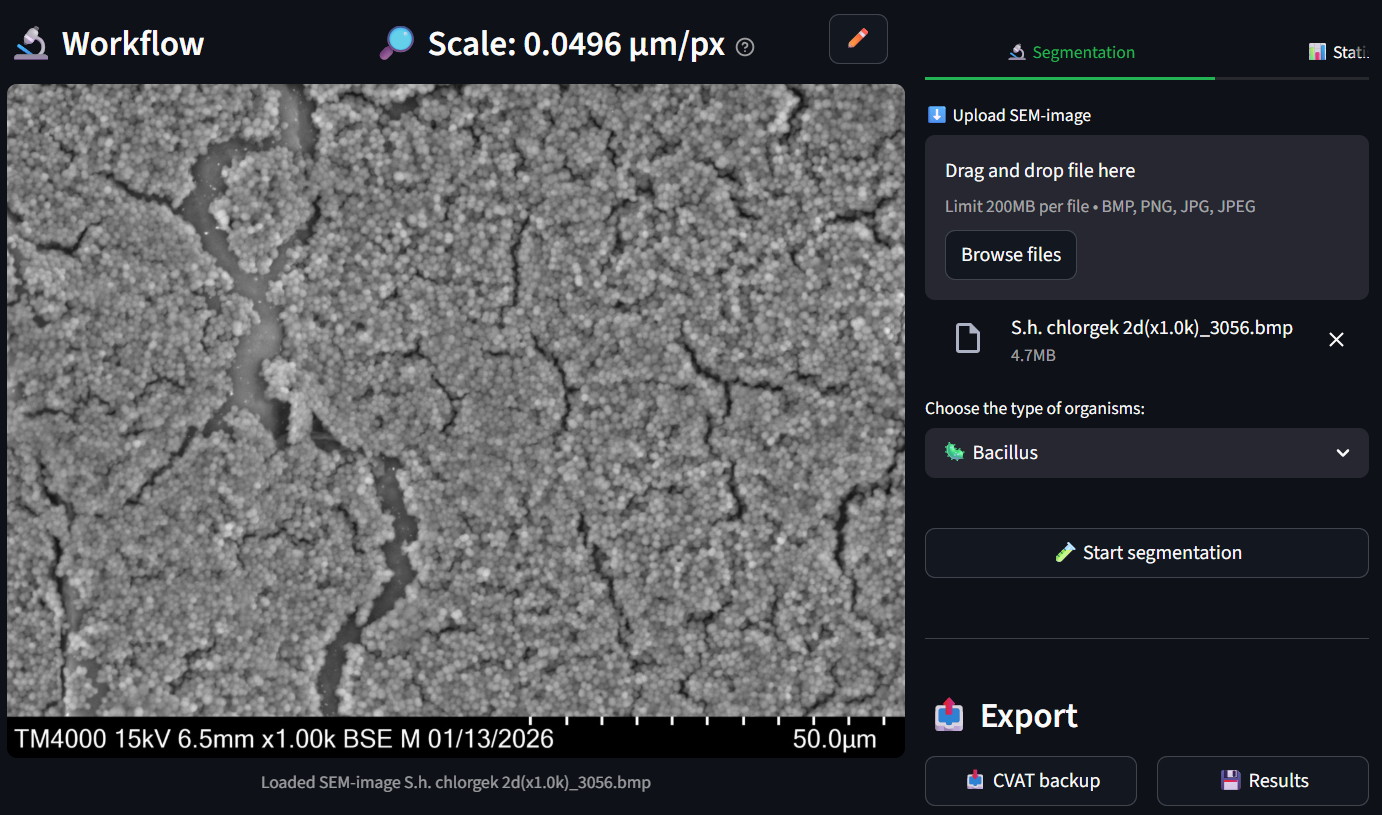 Workflow
Scale: 0.0496 µm/px
Segmentation
Stati..
Upload SEM-image
Drag and drop file here
Limit 200MB per file • BMP, PNG, JPG, JPEG
Browse files
S.h. chlorgek 2d(x1.0k)_3056.bmp
4.7MB
Choose the type of organisms:
Bacillus
Start segmentation
Export
CVAT backup
Results
TM4000 15kV 6.5mm x1.00k BSE M 01/13/2026
50.0µm
Loaded SEM-image S.h. chlorgek 2d(x1.0k)_3056.bmp